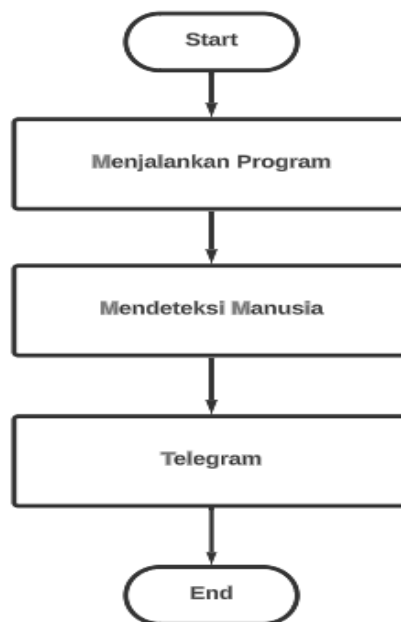 Start
Menjalankan Program
Mendeteksi Manusia
Telegram
End